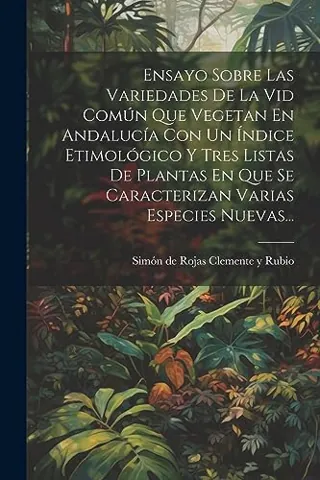 Ensayo Sobre Las
Variedades De La Vid
Común Que Vegetan En
Andalucía Con Un Índice
Etimológico Y Tres Listas
De Plantas En Que Se
Caracterizan Varias
Especies Nuevas...
Simón de Rojas Clemente y Rubio